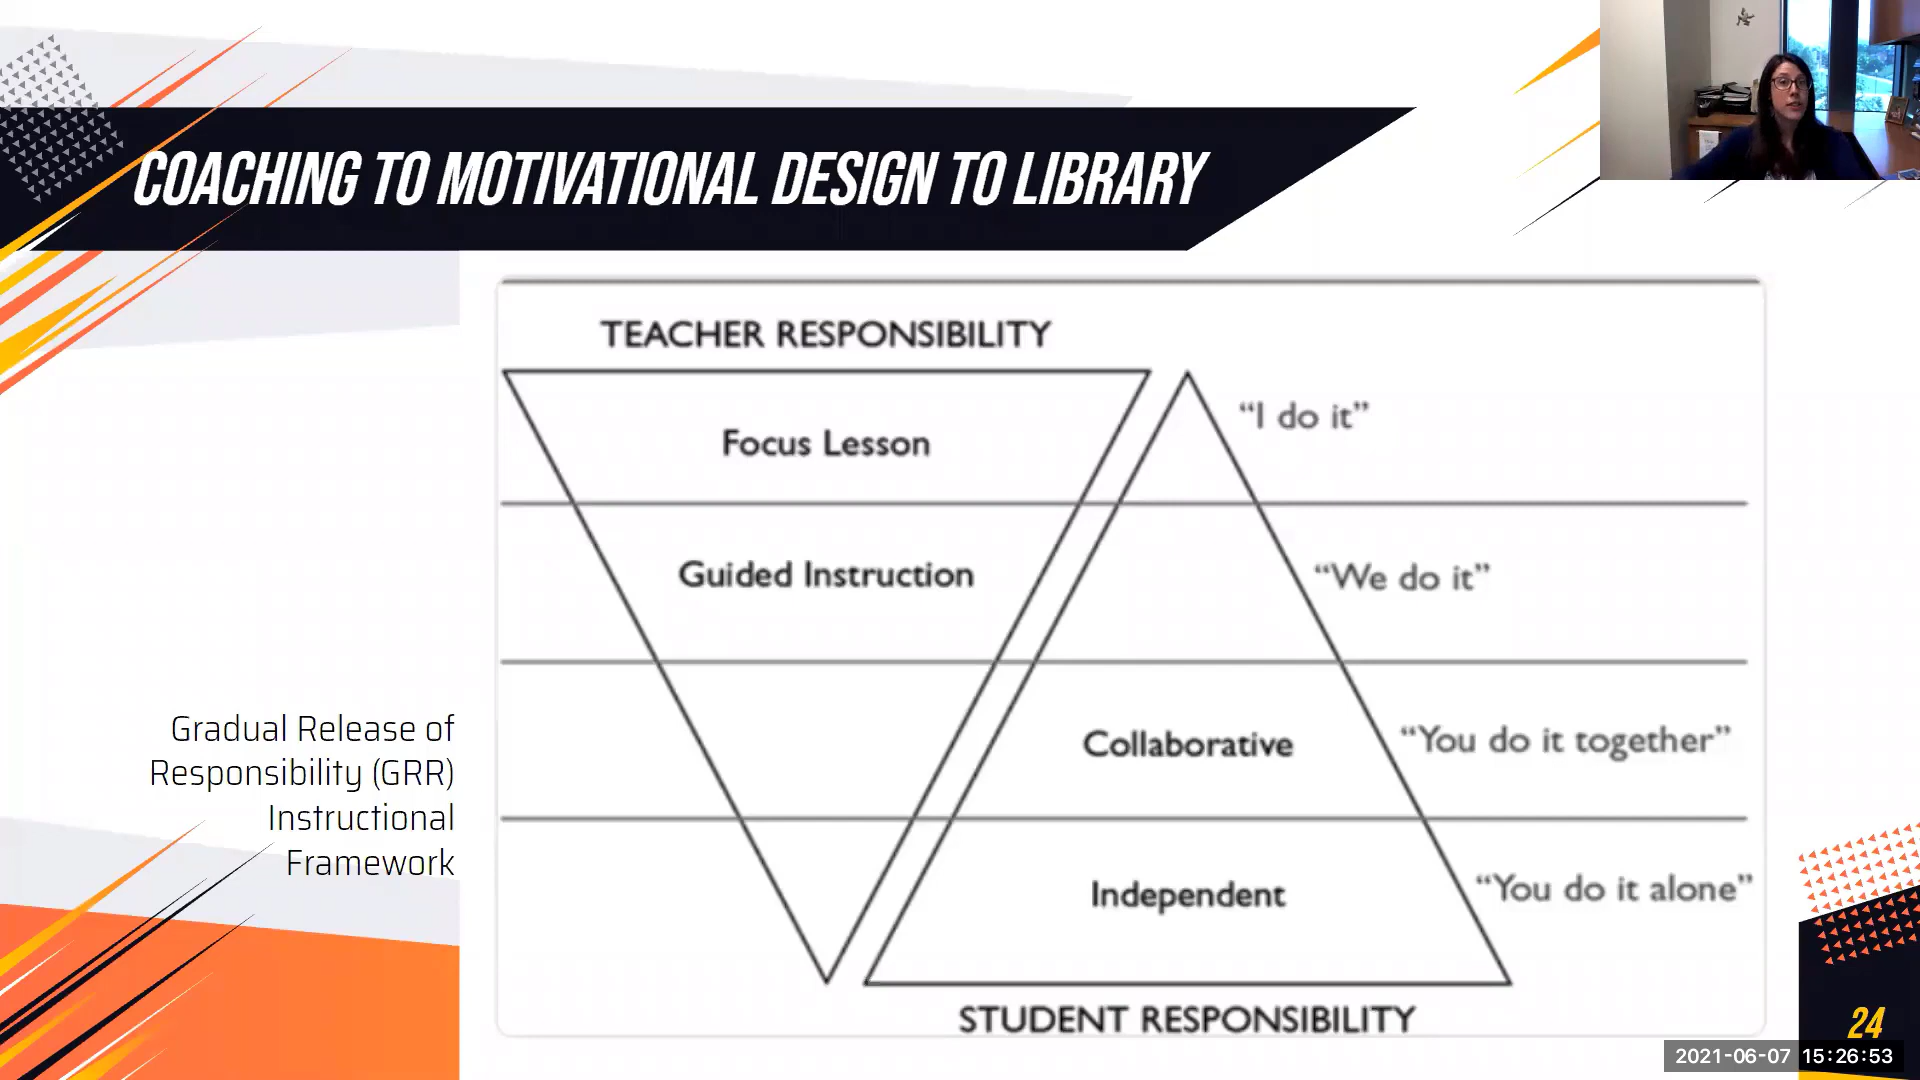 COACHING TO MOTIVATIONAL DESIGN TO LIBRARY
TEACHER RESPONSIBILITY
Focus Lesson
“I do it”
Guided Instruction
“We do it”
Collaborative
“You do it together”
Independent
“You do it alone”
STUDENT RESPONSIBILITY
Gradual Release of
Responsibility (GRR)
Instructional
Framework
24
2021-06-07 15:26:53